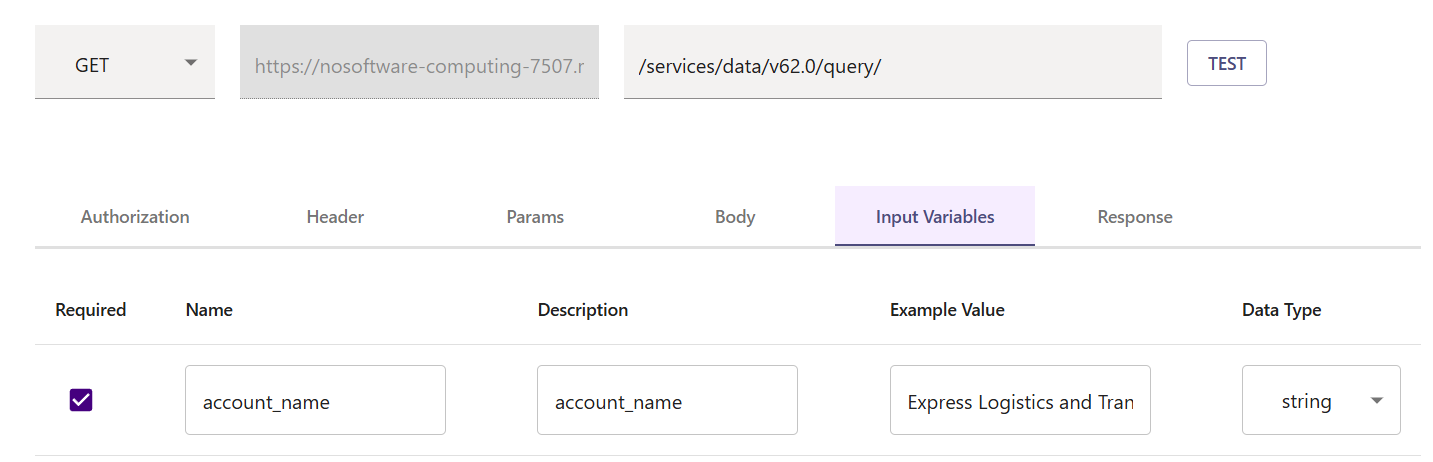 GET https://nosoftware-computing-7507.r /services/data/v62.0/query/ TEST
Authorization Header Params Body Input Variables Response
Required Name Description Example Value Data Type
account_name account_name Express Logistics and Tran string